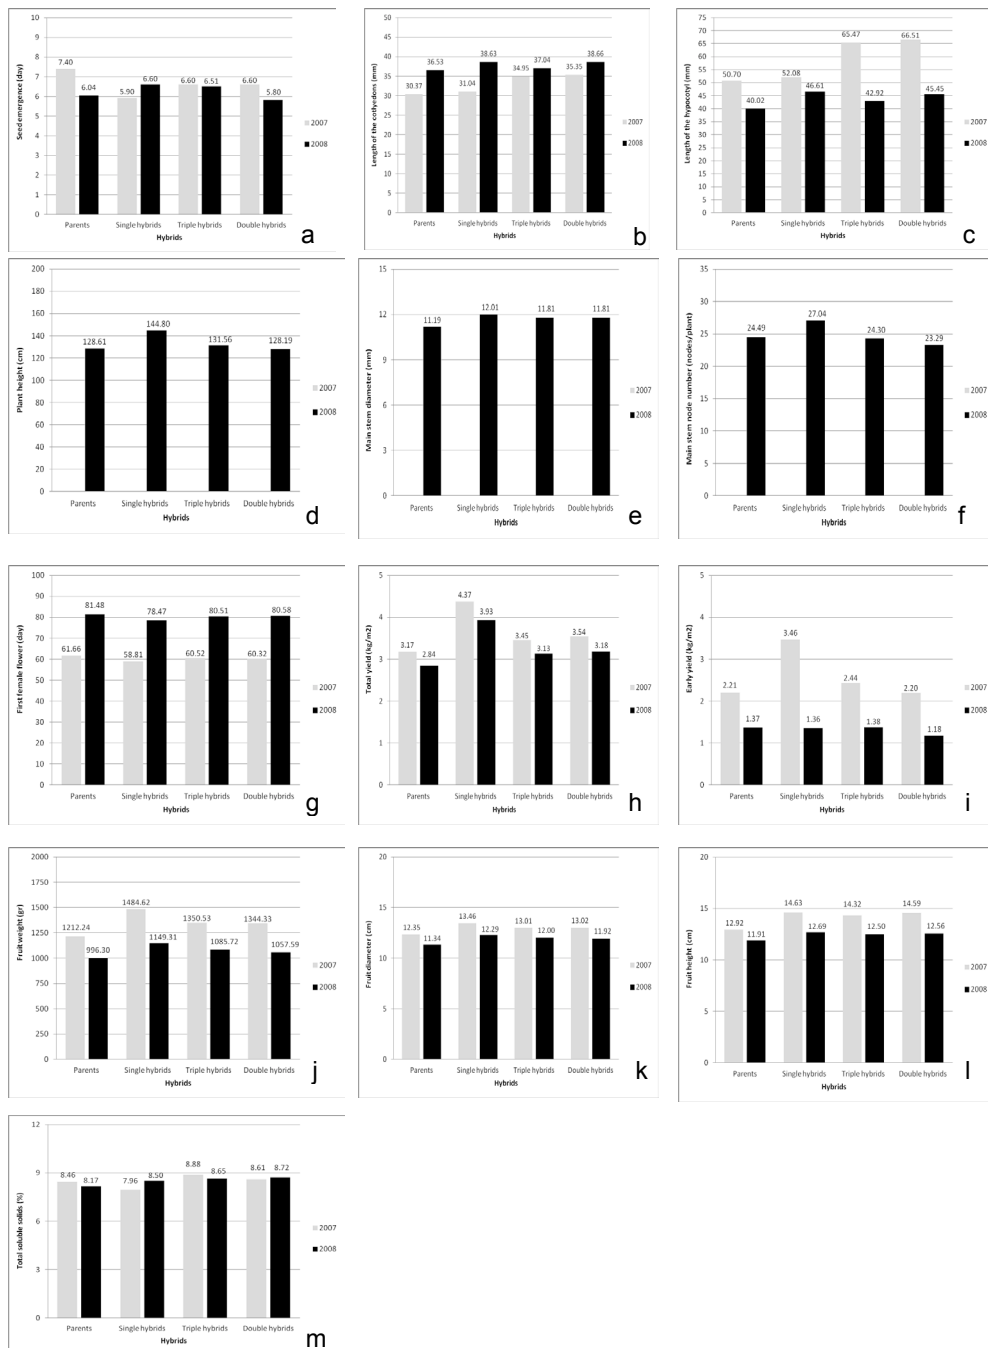 10
9
8
7
6
5
4
3
2
1
0
Seed emergence (day)
7.40
6.04
5.90
6.60
6.60
6.51
6.60
5.80
2007
2008
Parents
Single hybrids
Triple hybrids
Double hybrids
Hybrids
a
50
45
40
35
30
25
20
15
10
5
0
Length of the cotlyedons (mm)
30.37
36.53
31.04
38.63
34.95
37.04
35.35
38.66
2007
2008
Parents
Single hybrids
Triple hybrids
Double hybrids
Hybrids
b
75
70
65
60
55
50
45
40
35
30
25
20
15
10
5
0
Length of the hypocotyl (mm)
50.70
40.02
52.08
46.61
65.47
42.92
66.51
45.45
2007
2008
Parents
Single hybrids
Triple hybrids
Double hybrids
Hybrids
c
200
180
160
140
120
100
80
60
40
20
0
Plant height (cm)
128.61
144.80
131.56
128.19
2007
2008
Parents
Single hybrids
Triple hybrids
Double hybrids
Hybrids
d
15
12
9
6
3
0
Main stem diameter (mm)
11.19
12.01
11.81
11.81
2007
2008
Parents
Single hybrids
Triple hybrids
Double hybrids
Hybrids
e
35
30
25
20
15
10
5
0
Main stem node number (nodes/plant)
24.49
27.04
24.30
23.29
2007
2008
Parents
Single hybrids
Triple hybrids
Double hybrids
Hybrids
f
100
90
80
70
60
50
40
30
20
10
0
First female flower (day)
61.66
81.48
58.81
78.47
60.52
80.51
60.32
80.58
2007
2008
Parents
Single hybrids
Triple hybrids
Double hybrids
Hybrids
g
5
4
3
2
1
0
Total yield (kg/m2)
3.17
2.84
4.37
3.93
3.45
3.13
3.54
3.18
2007
2008
Parents
Single hybrids
Triple hybrids
Double hybrids
Hybrids
h
5
4
3
2
1
0
Early yield (kg/m2)
2.21
1.37
3.46
1.36
2.44
1.38
2.20
1.18
2007
2008
Parents
Single hybrids
Triple hybrids
Double hybrids
Hybrids
i
2000
1750
1500
1250
1000
750
500
250
0
Fruit weight (gr)
1212.24
996.30
1484.62
1149.31
1350.53
1085.72
1344.33
1057.59
2007
2008
Parents
Single hybrids
Triple hybrids
Double hybrids
Hybrids
j
20
15
10
5
0
Fruit diameter (cm)
12.35
11.34
13.46
12.29
13.01
12.00
13.02
11.92
2007
2008
Parents
Single hybrids
Triple hybrids
Double hybrids
Hybrids
k
20
15
10
5
0
Fruit height (cm)
12.92
11.91
14.63
12.69
14.32
12.50
14.59
12.56
2007
2008
Parents
Single hybrids
Triple hybrids
Double hybrids
Hybrids
l
12
9
6
3
0
Total soluble solids (%)
8.46
8.17
7.96
8.50
8.88
8.65
8.61
8.72
2007
2008
Parents
Single hybrids
Triple hybrids
Double hybrids
Hybrids
m